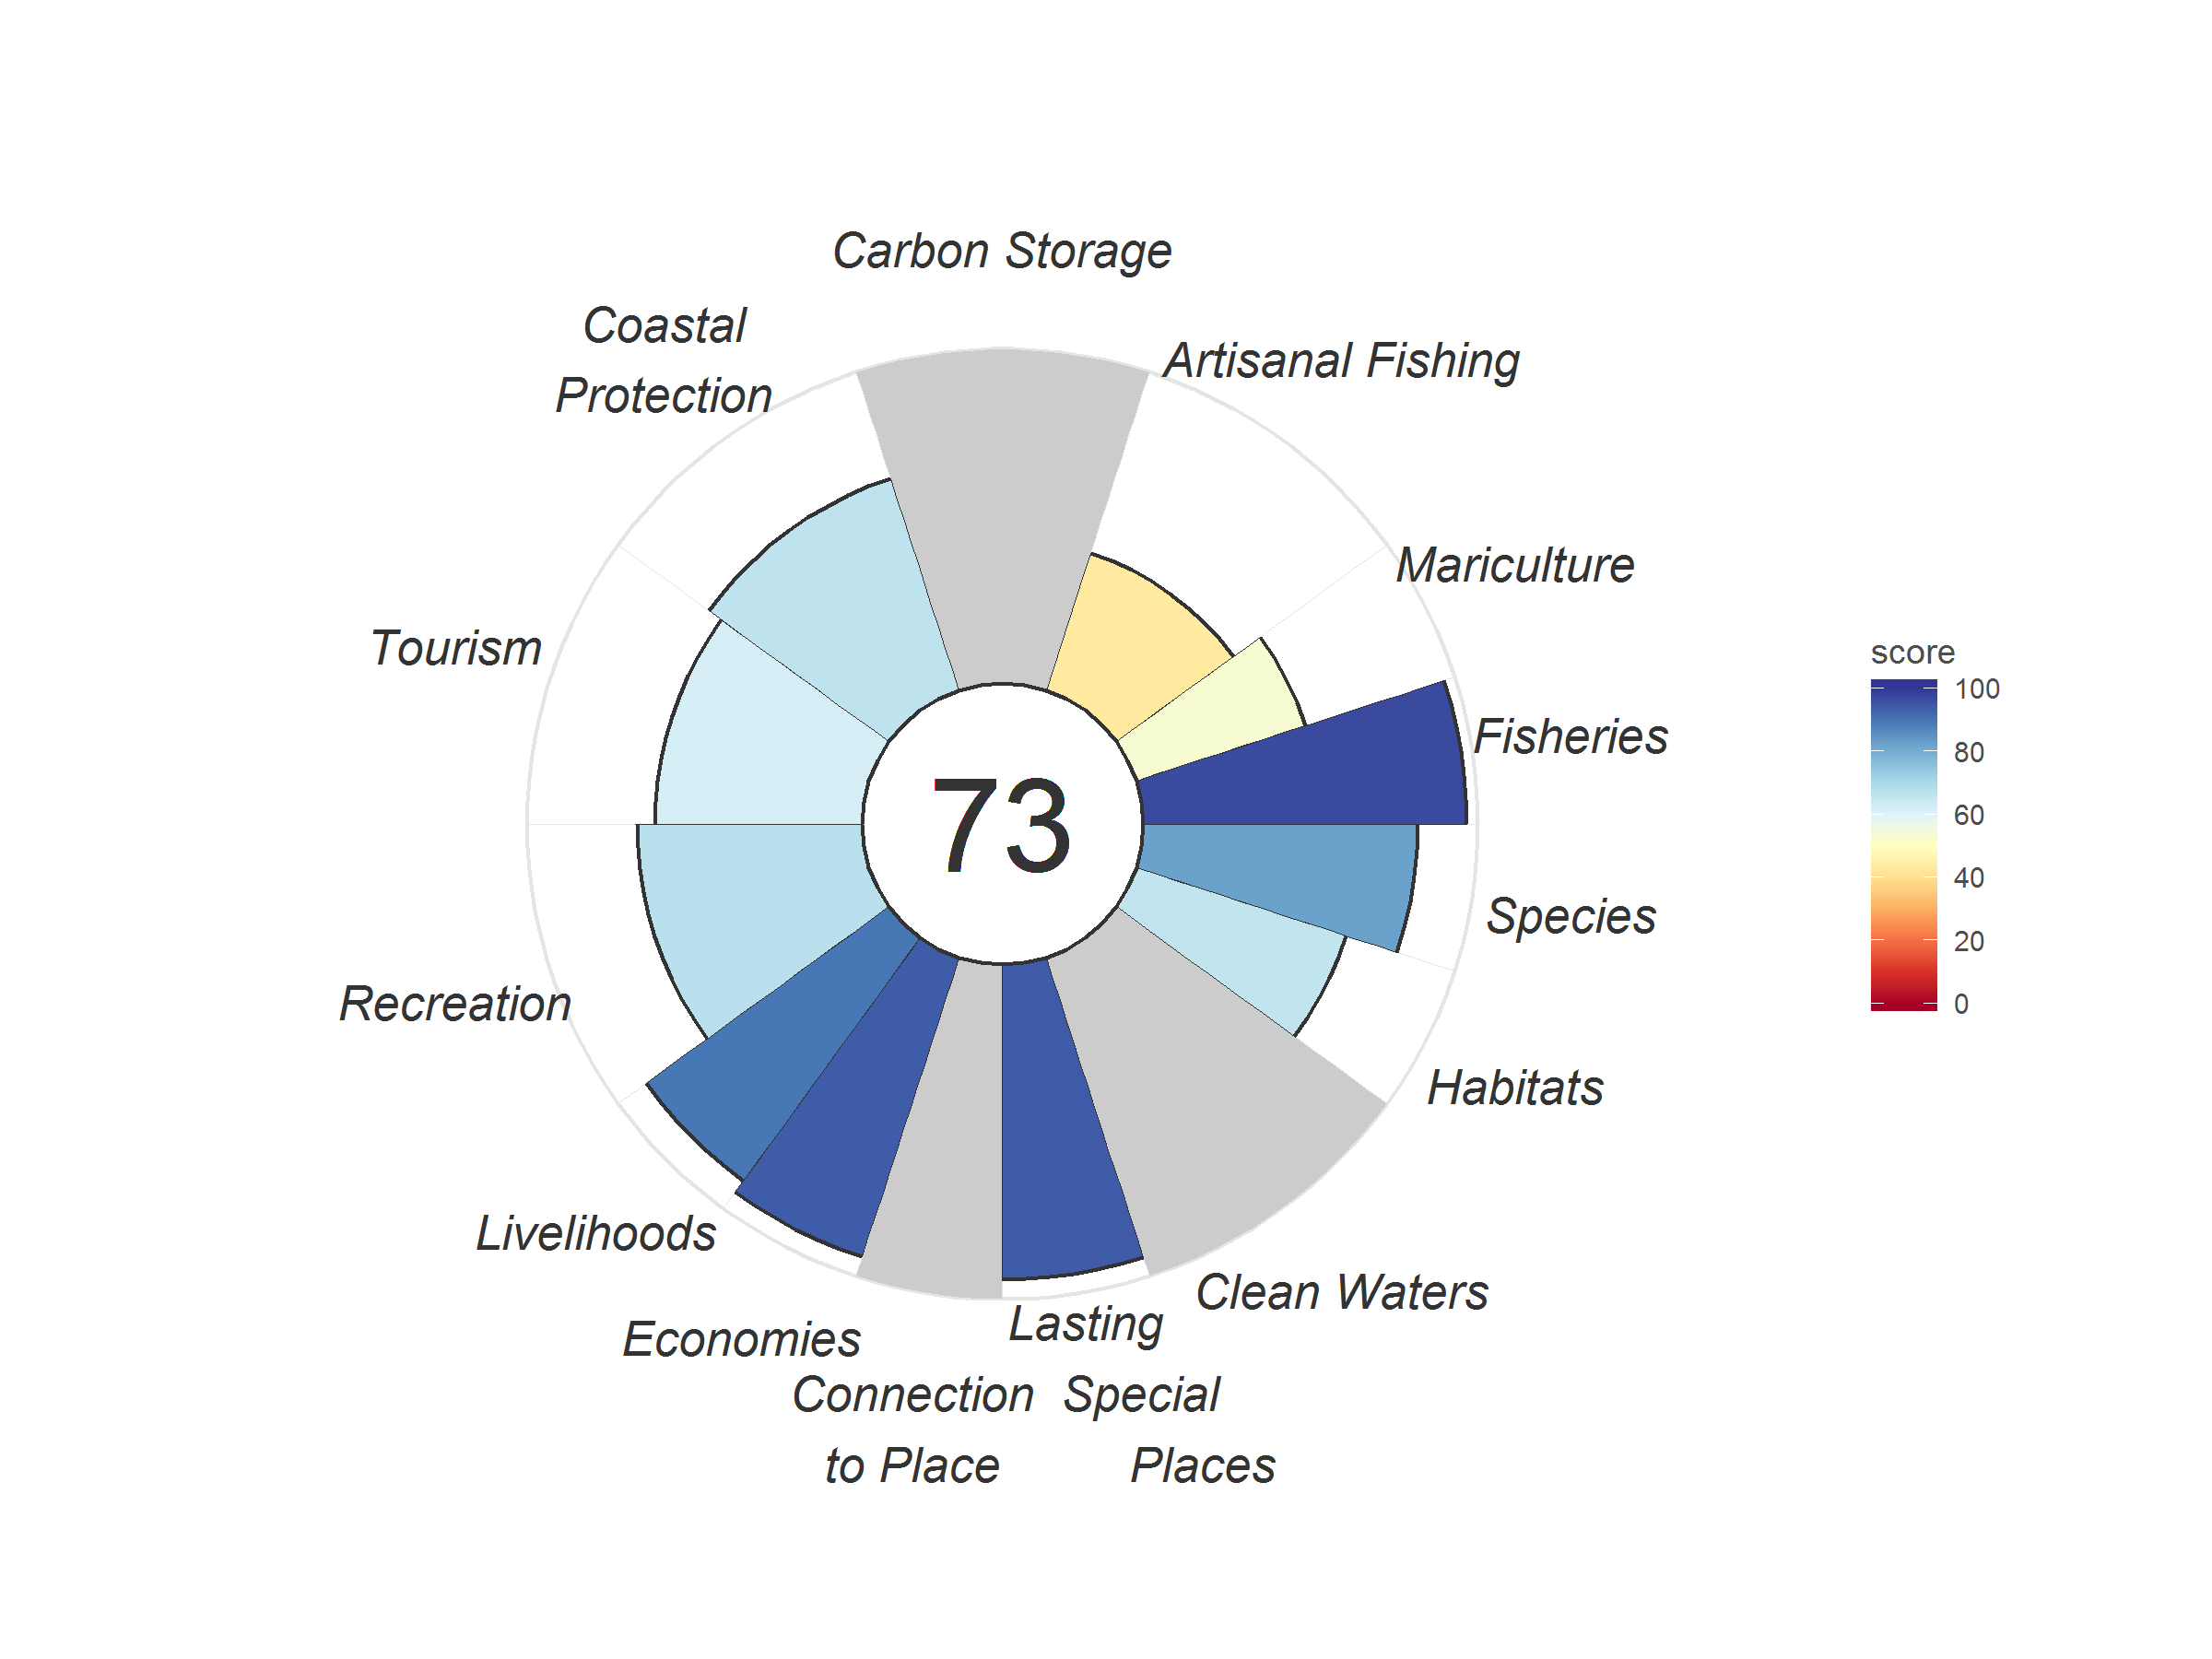 Carbon Storage
Coastal
Protection
Artisanal Fishing
Mariculture
Tourism
Fisheries
73
Species
Recreation
Habitats
Livelihoods
Clean Waters
Economies
Lasting
Special
Places
Connection
to Place
score
100
80
60
40
20
0